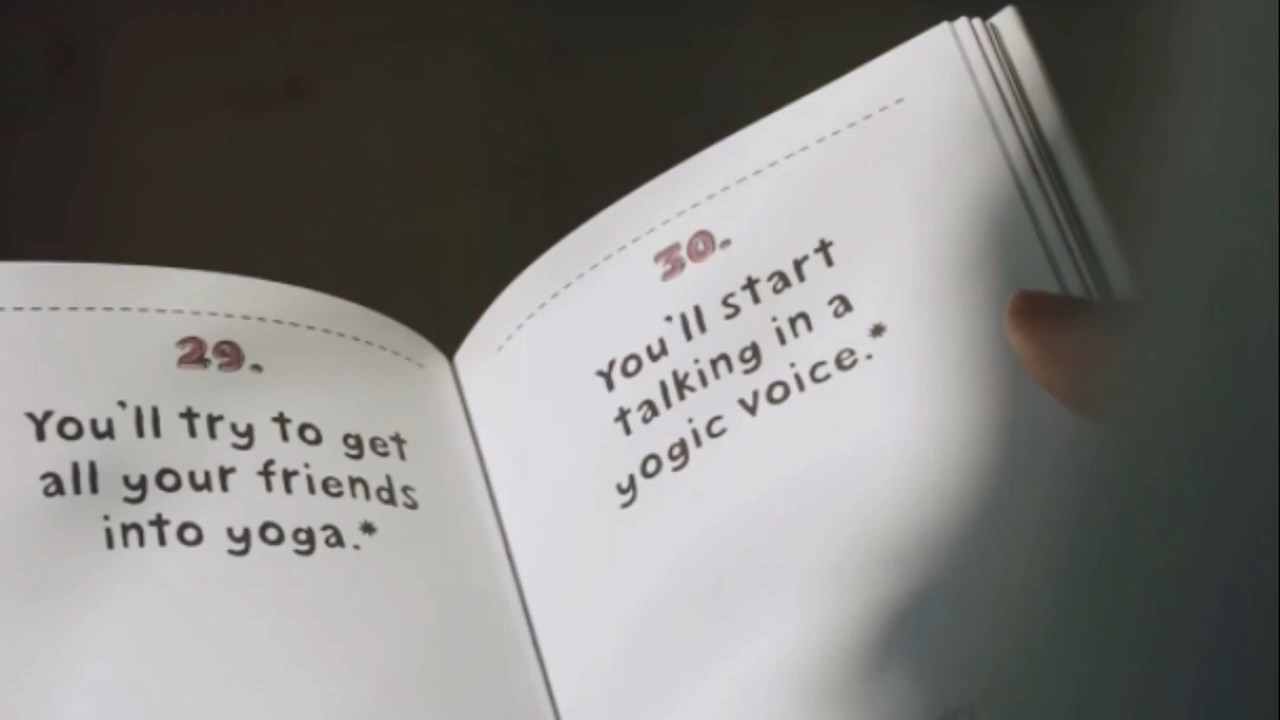 29.
You'll try to get
all your friends
into yoga.*
30.
You'll start
talking in a
yogic voice.*